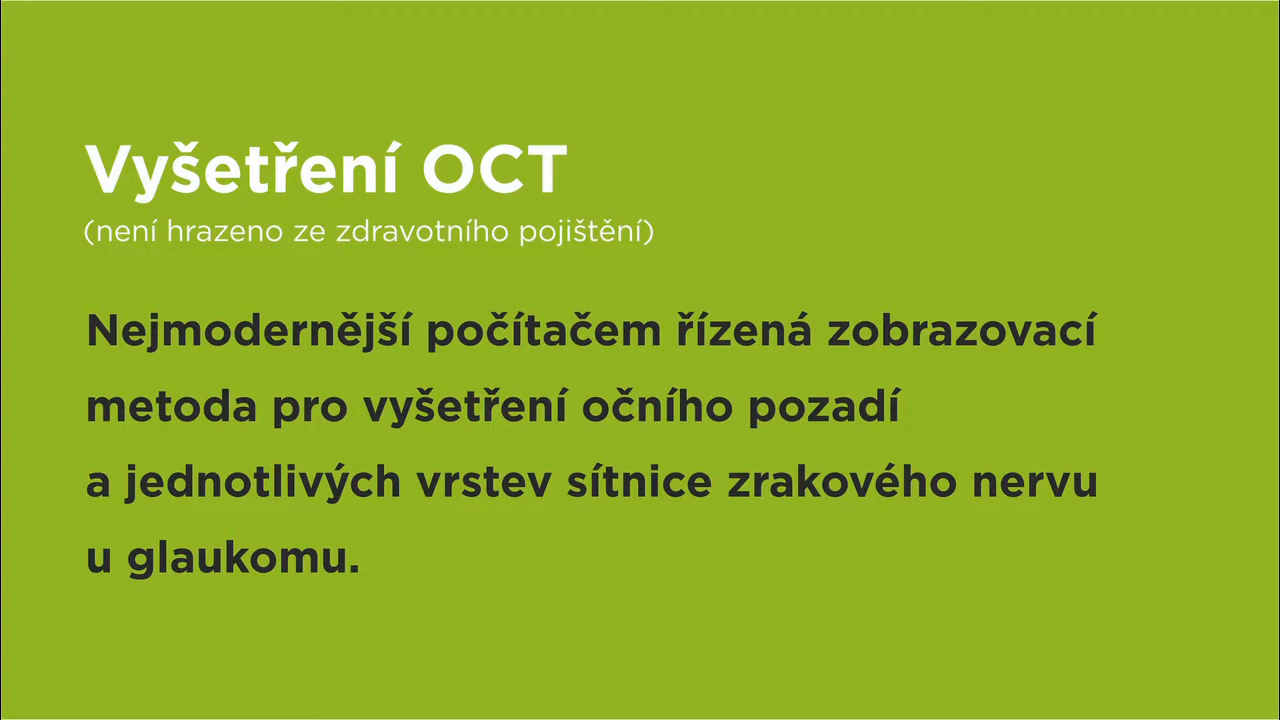 Vyšetření OCT
(není hrazeno ze zdravotního pojištění)
Nejmodernější počítačem řízená zobrazovací
metoda pro vyšetření očního pozadí
a jednotlivých vrstev sítnice zrakového nervu
u glaukomu.